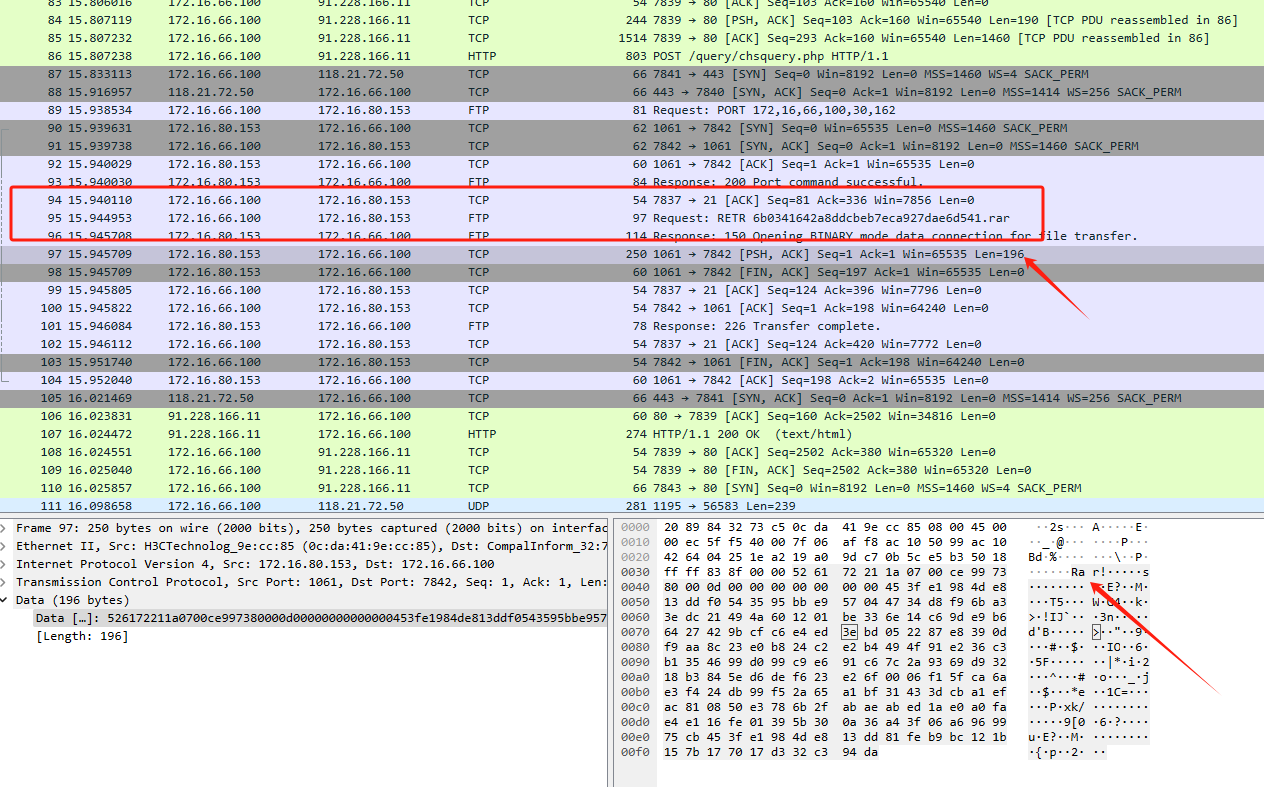 83 15.806016 172.16.66.100 91.228.166.11 TCP 54 7839 → 80 [ACK] Seq=103 Ack=160 Win=65540 Len=0
84 15.807119 172.16.66.100 91.228.166.11 TCP 244 7839 → 80 [PSH, ACK] Seq=103 Ack=160 Win=65540 Len=190 [TCP PDU reassembled in 86]
85 15.807232 172.16.66.100 91.228.166.11 TCP 1514 7839 → 80 [ACK] Seq=293 Ack=160 Win=65540 Len=1460 [TCP PDU reassembled in 86]
86 15.807238 172.16.66.100 91.228.166.11 HTTP 803 POST /query/chsquery.php HTTP/1.1
87 15.833113 172.16.66.100 118.21.72.50 TCP 66 7841 → 443 [SYN] Seq=0 Win=8192 Len=0 MSS=1460 WS=4 SACK_PERM
88 15.916957 118.21.72.50 172.16.66.100 TCP 66 443 → 7840 [SYN, ACK] Seq=0 Ack=1 Win=8192 Len=0 MSS=1414 WS=256 SACK_PERM
89 15.938534 172.16.66.100 172.16.80.153 FTP 81 Request: PORT 172,16,66,100,30,162
90 15.939631 172.16.80.153 172.16.66.100 TCP 62 1061 → 7842 [SYN] Seq=0 Win=65535 Len=0 MSS=1460 SACK_PERM
91 15.939738 172.16.66.100 172.16.80.153 TCP 62 7842 → 1061 [SYN, ACK] Seq=0 Ack=1 Win=8192 Len=0 MSS=1460 SACK_PERM
92 15.940029 172.16.80.153 172.16.66.100 TCP 60 1061 → 7842 [ACK] Seq=1 Ack=1 Win=65535 Len=0
93 15.940030 172.16.80.153 172.16.66.100 FTP 84 Response: 200 Port command successful.
94 15.940110 172.16.66.100 172.16.80.153 TCP 54 7837 → 21 [ACK] Seq=81 Ack=336 Win=7856 Len=0
95 15.944953 172.16.66.100 172.16.80.153 FTP 97 Request: RETR 6b0341642a8ddcbeb7eca927dae6d541.rar
96 15.945708 172.16.80.153 172.16.66.100 FTP 114 Response: 150 Opening BINARY mode data connection for file transfer.
97 15.945709 172.16.80.153 172.16.66.100 TCP 250 1061 → 7842 [PSH, ACK] Seq=1 Ack=1 Win=65535 Len=196
98 15.945709 172.16.80.153 172.16.66.100 TCP 60 1061 → 7842 [FIN, ACK] Seq=197 Ack=1 Win=65535 Len=0
99 15.945805 172.16.66.100 172.16.80.153 TCP 54 7837 → 21 [ACK] Seq=124 Ack=396 Win=7796 Len=0
100 15.945822 172.16.66.100 172.16.80.153 TCP 54 7842 → 1061 [ACK] Seq=1 Ack=198 Win=64240 Len=0
101 15.946084 172.16.80.153 172.16.66.100 FTP 78 Response: 226 Transfer complete.
102 15.946112 172.16.66.100 172.16.80.153 TCP 54 7837 → 21 [ACK] Seq=124 Ack=420 Win=7772 Len=0
103 15.951740 172.16.66.100 172.16.80.153 TCP 54 7842 → 1061 [FIN, ACK] Seq=1 Ack=198 Win=64240 Len=0
104 15.952040 172.16.80.153 172.16.66.100 TCP 60 1061 → 7842 [ACK] Seq=198 Ack=2 Win=65535 Len=0
105 16.021469 118.21.72.50 172.16.66.100 TCP 66 443 → 7841 [SYN, ACK] Seq=0 Ack=1 Win=8192 Len=0 MSS=1414 WS=256 SACK_PERM
106 16.023831 91.228.166.11 172.16.66.100 TCP 60 80 → 7839 [ACK] Seq=160 Ack=2502 Win=34816 Len=0
107 16.024472 91.228.166.11 172.16.66.100 HTTP 274 HTTP/1.1 200 OK (text/html)
108 16.024551 172.16.66.100 91.228.166.11 TCP 54 7839 → 80 [ACK] Seq=2502 Ack=380 Win=65320 Len=0
109 16.025040 172.16.66.100 91.228.166.11 TCP 54 7839 → 80 [FIN, ACK] Seq=2502 Ack=380 Win=65320 Len=0
110 16.025857 172.16.66.100 91.228.166.11 TCP 66 7843 → 80 [SYN] Seq=0 Win=8192 Len=0 MSS=1460 WS=4 SACK_PERM
111 16.098658 172.16.66.100 118.21.72.50 UDP 281 1195 → 56583 Len=239
Frame 97: 250 bytes on wire (2000 bits), 250 bytes captured (2000 bits) on interfac
Ethernet II, Src: H3CTechnolog_9e:cc:85 (0c:da:41:9e:cc:85), Dst: CompalInform_32:7
Internet Protocol Version 4, Src: 172.16.80.153, Dst: 172.16.66.100
Transmission Control Protocol, Src Port: 1061, Dst Port: 7842, Seq: 1, Ack: 1, Len:
Data (196 bytes)
Data […]: 526172211a0700ce997380000d00000000000000453fe1984de813ddf0543595bbe957
[Length: 196]
0000 20 89 84 32 73 c5 0c da 41 9e cc 85 08 00 45 00 ··2s··· A·····E·
0010 00 ec 5f f5 40 00 7f 06 af f8 ac 10 50 99 ac 10 ··_·@··· ····P···
0020 42 64 04 25 1e a2 19 a0 9d c7 0b 5c e5 b3 50 18 Bd·%···· ···\··P·
0030 ff ff 83 8f 00 00 52 61 72 21 1a 07 00 ce 99 73 ······Ra r!·····s
0040 80 00 0d 00 00 00 00 00 00 00 45 3f e1 98 4d e8 ········ ··E?··M·
0050 13 dd f0 54 35 95 bb e9 57 04 47 34 d8 f9 6b a3 ···T5··· W·G4··k·
0060 3e dc 21 49 4a 60 12 01 be 33 6e 14 c6 9d e9 b6 >·!IJ`·· ·3n·····
0070 64 27 42 9b cf c6 e4 ed 3e bd 05 22 87 e8 39 0d d'B····· >··"··9·
0080 f9 aa 8c 23 e0 b8 24 c2 e2 b4 49 4f 91 e2 36 c3 ···#··$· ··IO··6·
0090 b1 35 46 99 d0 99 c9 e6 91 c6 7c 2a 93 69 d9 32 ·5F····· ··|*·i·2
00a0 18 b3 84 5e d6 de f6 23 e2 6f 00 06 f1 5f ca 6a ···^···# ·o···_·j
00b0 e3 f4 24 db 99 f5 2a 65 a1 bf 31 43 3d cb a1 ef ··$···*e ··1C=···
00c0 ac 81 08 50 e3 78 6b 2f ab ae ab ed 1a e0 a0 fa ···P·xk/ ········
00d0 e4 e1 16 fe 01 39 5b 30 0a 36 a4 3f 06 a6 96 99 ·····9[0 ·6·?····
00e0 75 cb 45 3f e1 98 4d e8 13 dd 81 fe b9 bc 12 1b u·E?··M· ········
00f0 15 7b 17 70 17 d3 32 c3 94 da ·{·p··2· ··